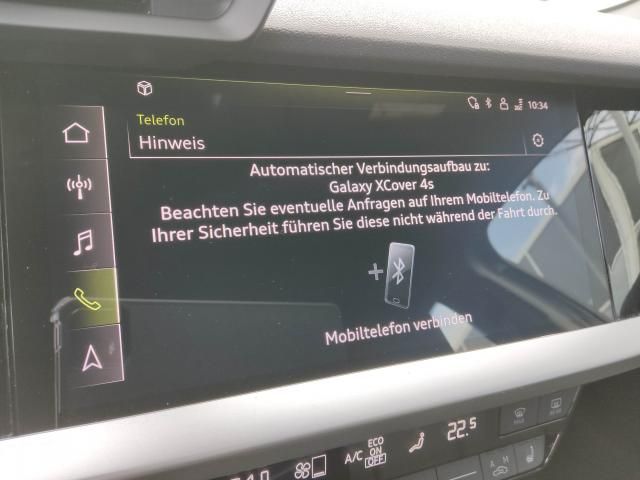 10:34
Telefon
Hinweis
Automatischer Verbindungsaufbau zu:
Galaxy XCover 4s
Beachten Sie eventuelle Anfragen auf Ihrem Mobiltelefon. Zu
Ihrer Sicherheit führen Sie diese nicht während der Fahrt durch.
Mobiltelefon verbinden
A/C
ECO
ON
OFF
22.5
REAR
A M